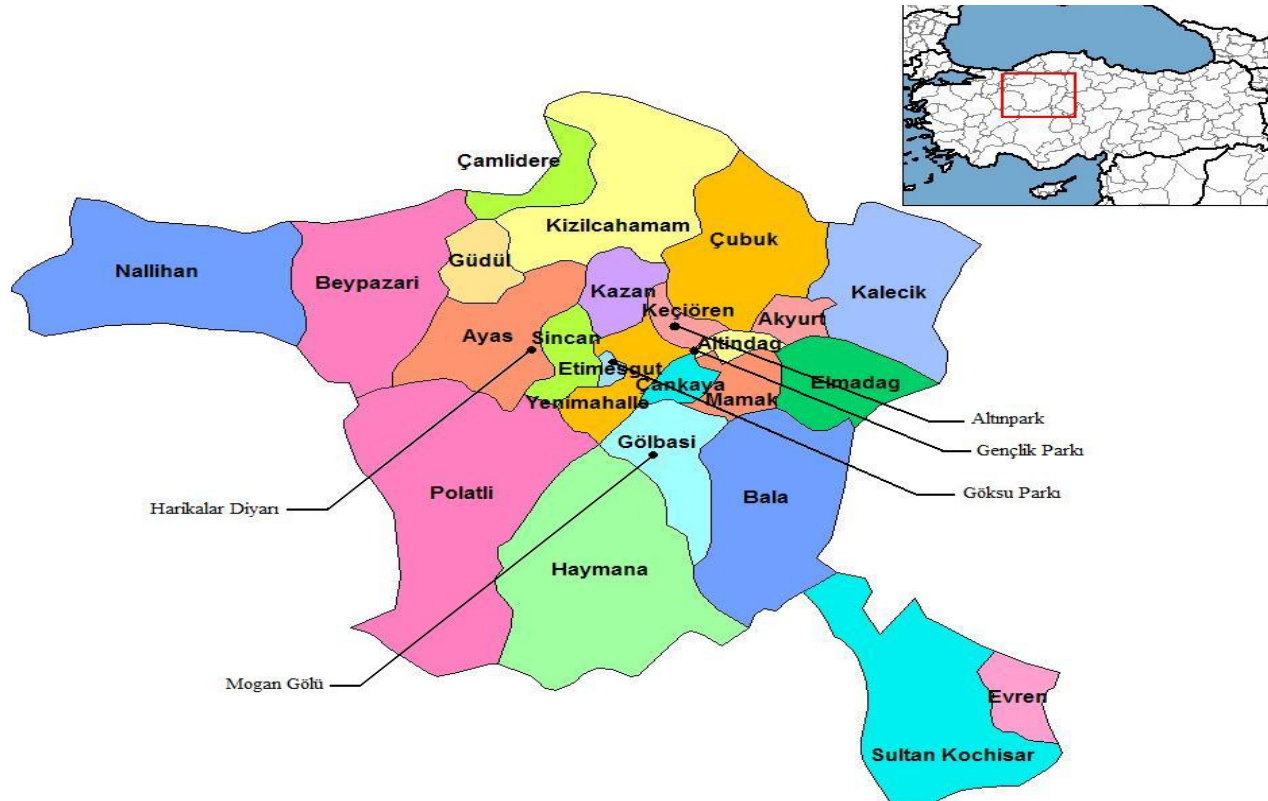 Çamlidere
Kizilcahamam
Çubuk
Güdül
Nallihan
Beypazari
Kazan
Kalecik
Keçiören
Akyurt
Ayas
Sincan
Altindag
Etimesgut
Çankaya
Elmadag
Yenimahalle
Mamak
Altınpark
Gölbasi
Gençlik Parkı
Polatli
Bala
Göksu Parkı
Harikalar Diyarı
Haymana
Mogan Gölü
Evren
Sultan Kochisar